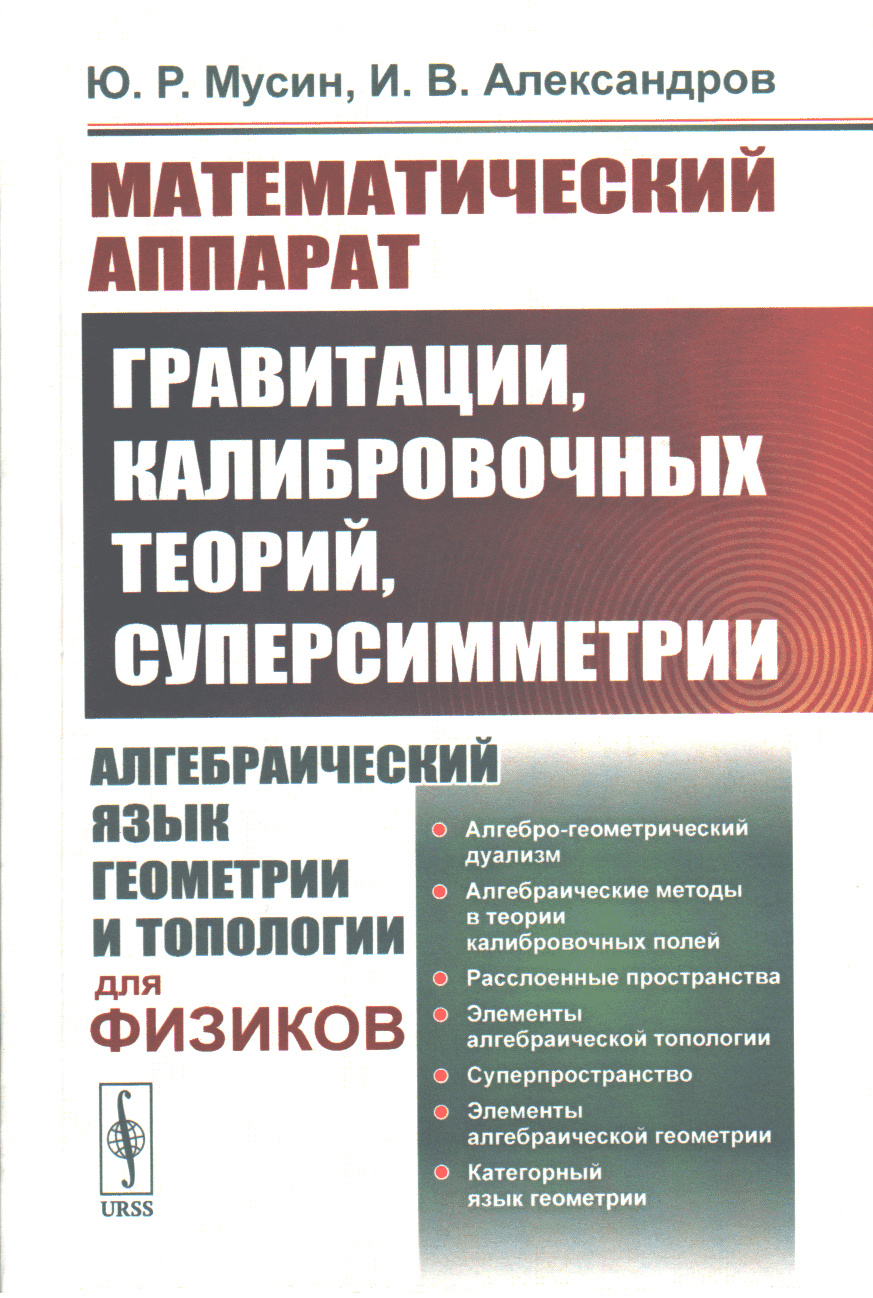 Ю. Р. Мусин, И. В. Александров
МАТЕМАТИЧЕСКИЙ
АППАРАТ
ГРАВИТАЦИИ,
КАЛИБРОВОЧНЫХ
ТЕОРИЙ,
СУПЕРСИММЕТРИИ
АЛГЕБРАИЧЕСКИЙ
ЯЗЫК
ГЕОМЕТРИИ
И ТОПОЛОГИИ
для
ФИЗИКОВ
Алгебро-геометрический
дуализм
Алгебраические методы
в теории
калибровочных полей
Расслоенные пространства
Элементы
алгебраической топологии
Суперпространство
Элементы
алгебраической геометрии
Категорный
язык геометрии
URSS